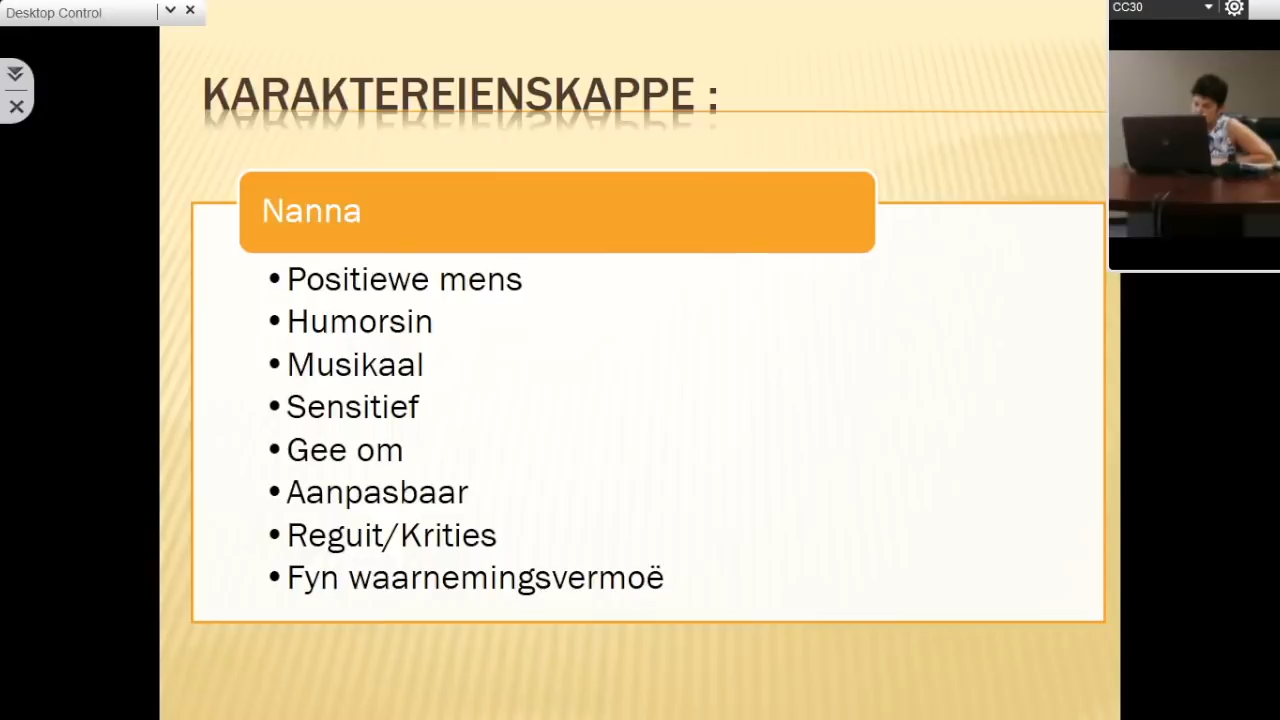 Desktop Control
CC30
KARAKTEREIENSKAPPE :
Nanna
•Positiewe mens
•Humorsin
•Musikaal
•Sensitief
•Gee om
•Aanpasbaar
•Reguit/Krities
•Fyn waarnemingsvermoë